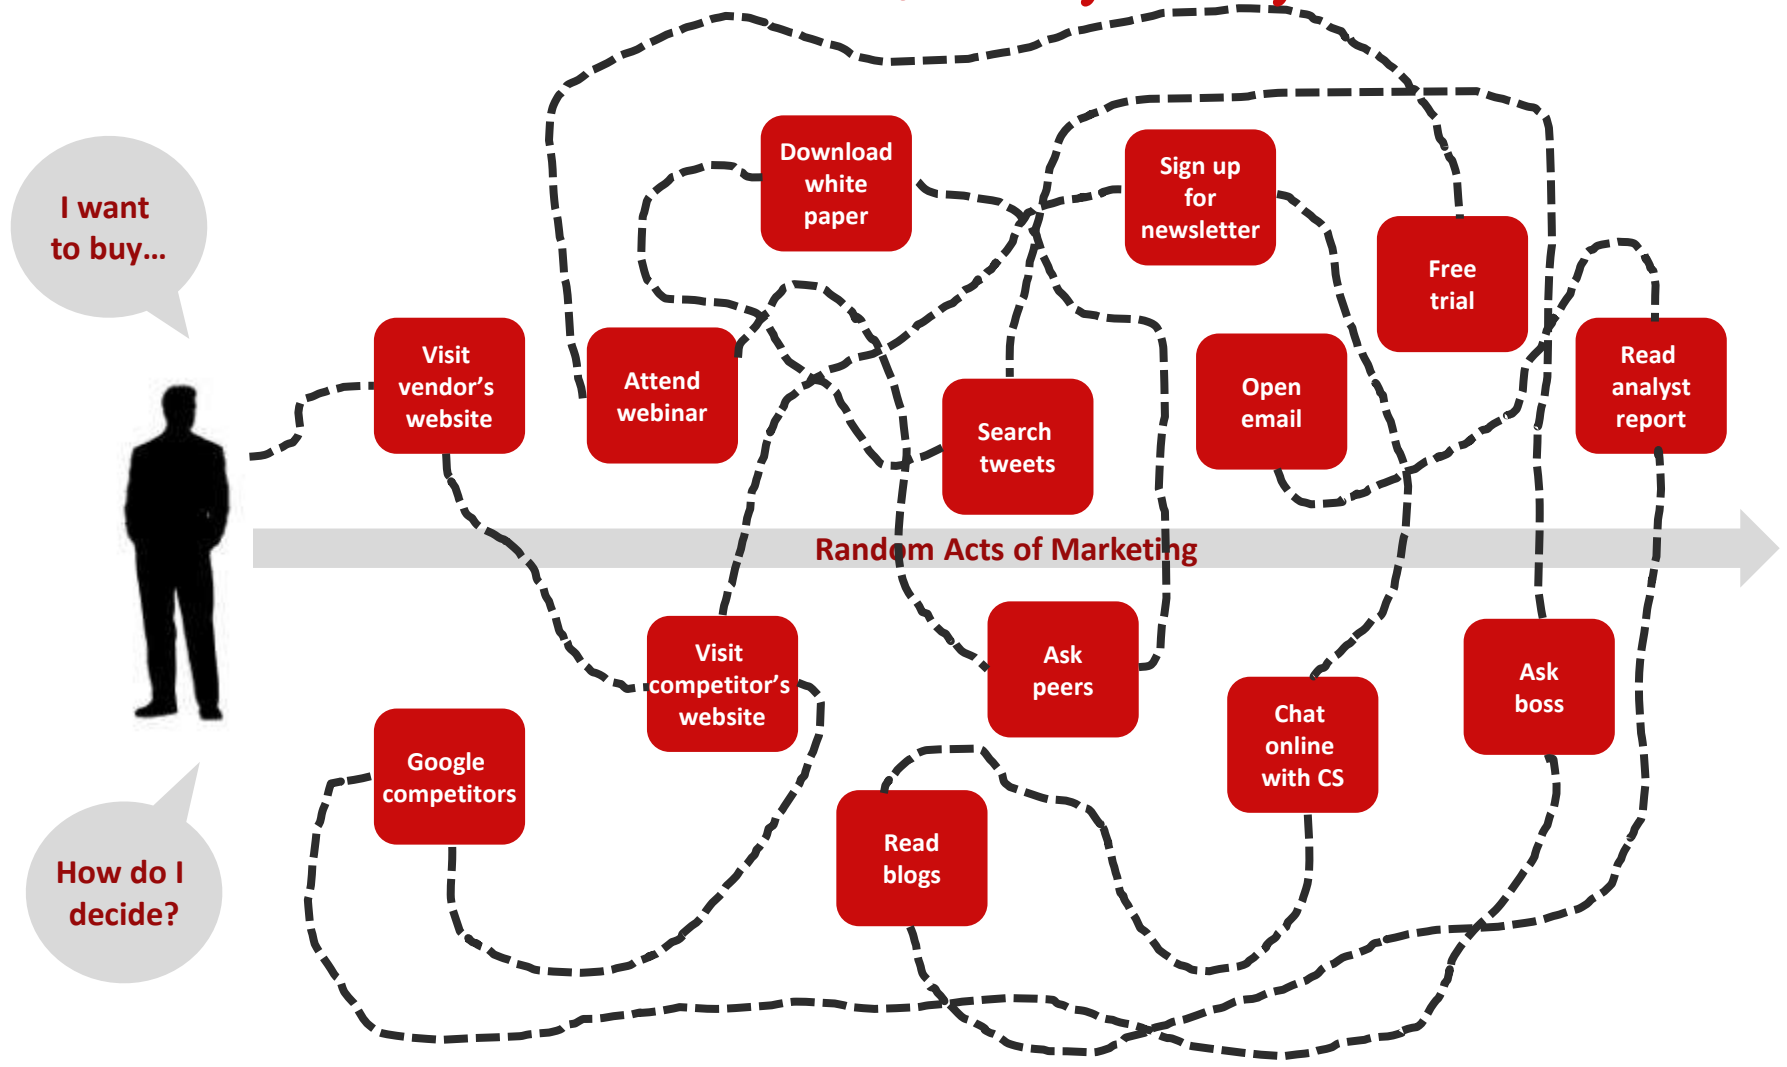 I want
to buy…
Download
white
paper
Sign up
for
newsletter
Free
trial
Visit
vendor's
website
Attend
webinar
Search
tweets
Open
email
Read
analyst
report
Random Acts of Marketing
Visit
competitor's
website
Ask
peers
Chat
online
with CS
Ask
boss
Google
competitors
Read
blogs
How do I
decide?